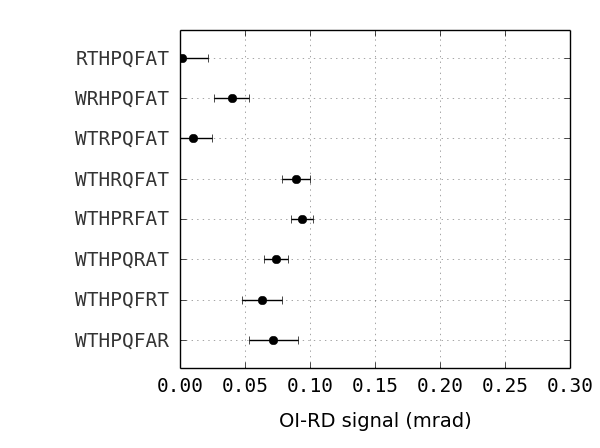 RTHPQFAT
WRHPQFAT
WTRPQFAT
WTHRQFAT
WTHPRFAT
WTHPQRAT
WTHPQFRT
WTHPQFAR
0.00 0.05 0.10 0.15 0.20 0.25 0.30
OI-RD signal (mrad)